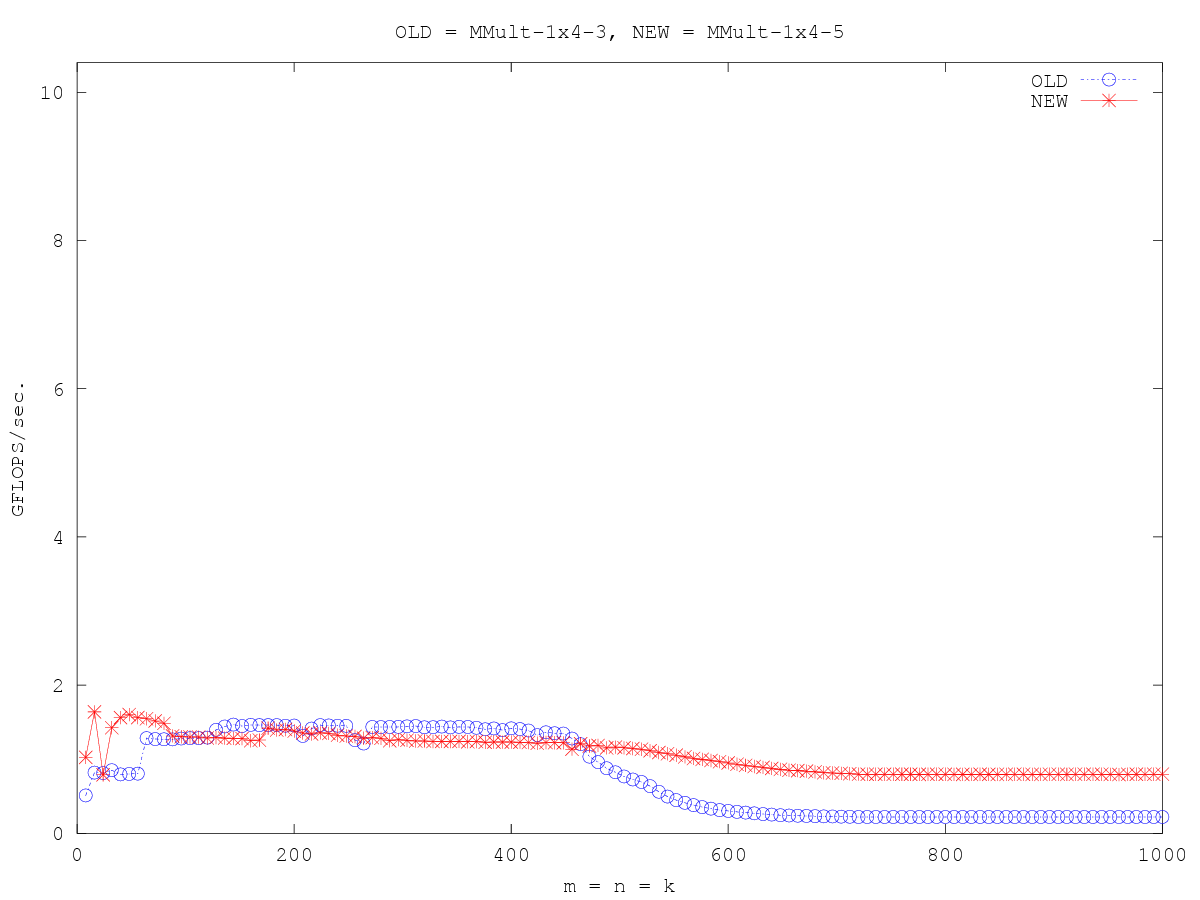 OLD = MMult-1x4-3, NEW = MMult-1x4-5
OLD
NEW
10
8
6
4
2
0
GFLOPS/sec.
0 200 400 600 800 1000
m = n = k